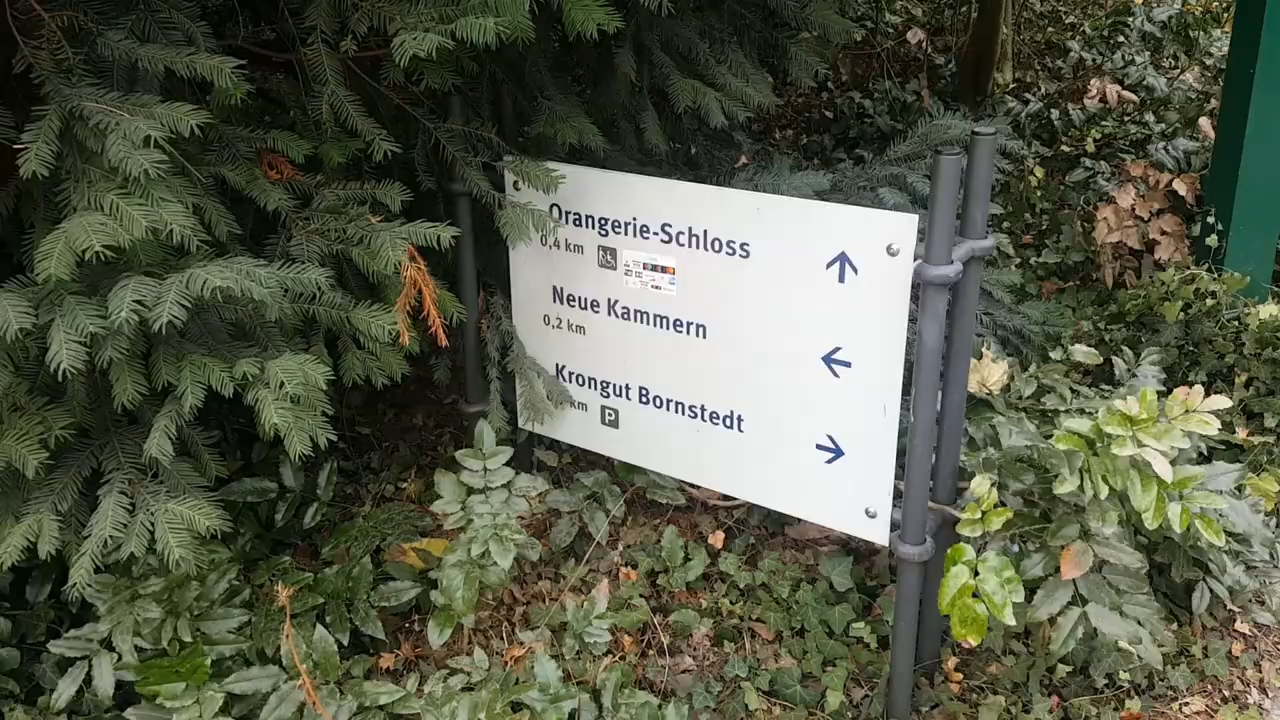 Orangerie-Schloss
0,4 km
Neue Kammern
0,2 km
Krongut Bornstedt
km P